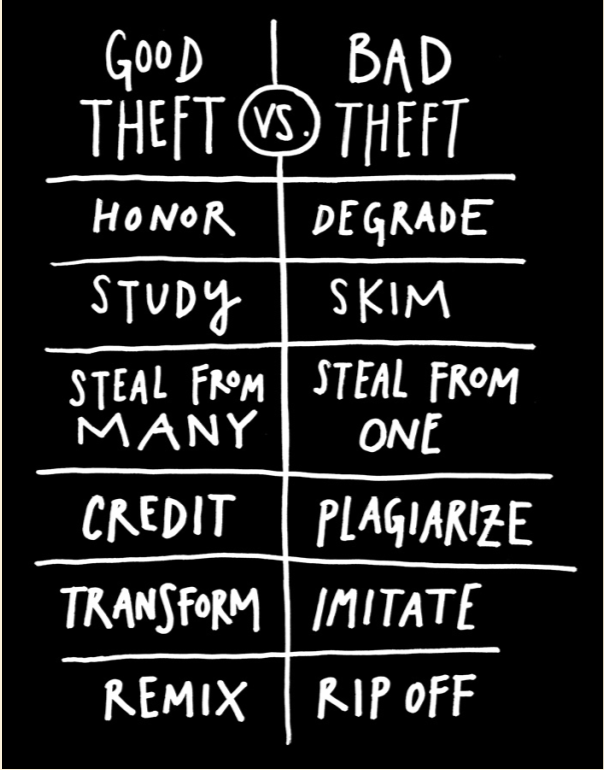 GOOD THEFT VS. BAD THEFT
HONOR DEGRADE
STUDY SKIM
STEAL FROM MANY STEAL FROM ONE
CREDIT PLAGIARIZE
TRANSFORM IMITATE
REMIX RIP OFF